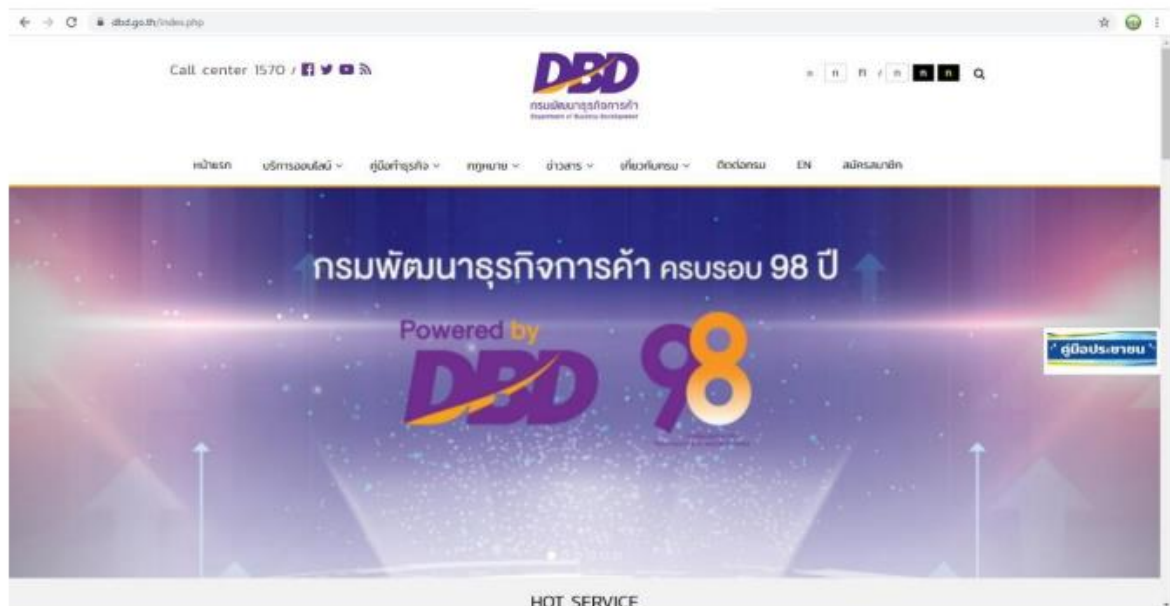 dbd.go.th/index.php
Call center 1570 /
DBD
กรมพัฒนาธุรกิจการค้า
Department of Business Development
ก ก ก / ก ก ก
หน้าแรก บริการออนไลน์ คู่มือทำธุรกิจ กฎหมาย ข่าวสาร เกี่ยวกับกรม ติดต่อกรม EN สมัครสมาชิก
กรมพัฒนาธุรกิจการค้า ครบรอบ 98 ปี
Powered by
DBD 98
คู่มือประชาชน
HOT SERVICE